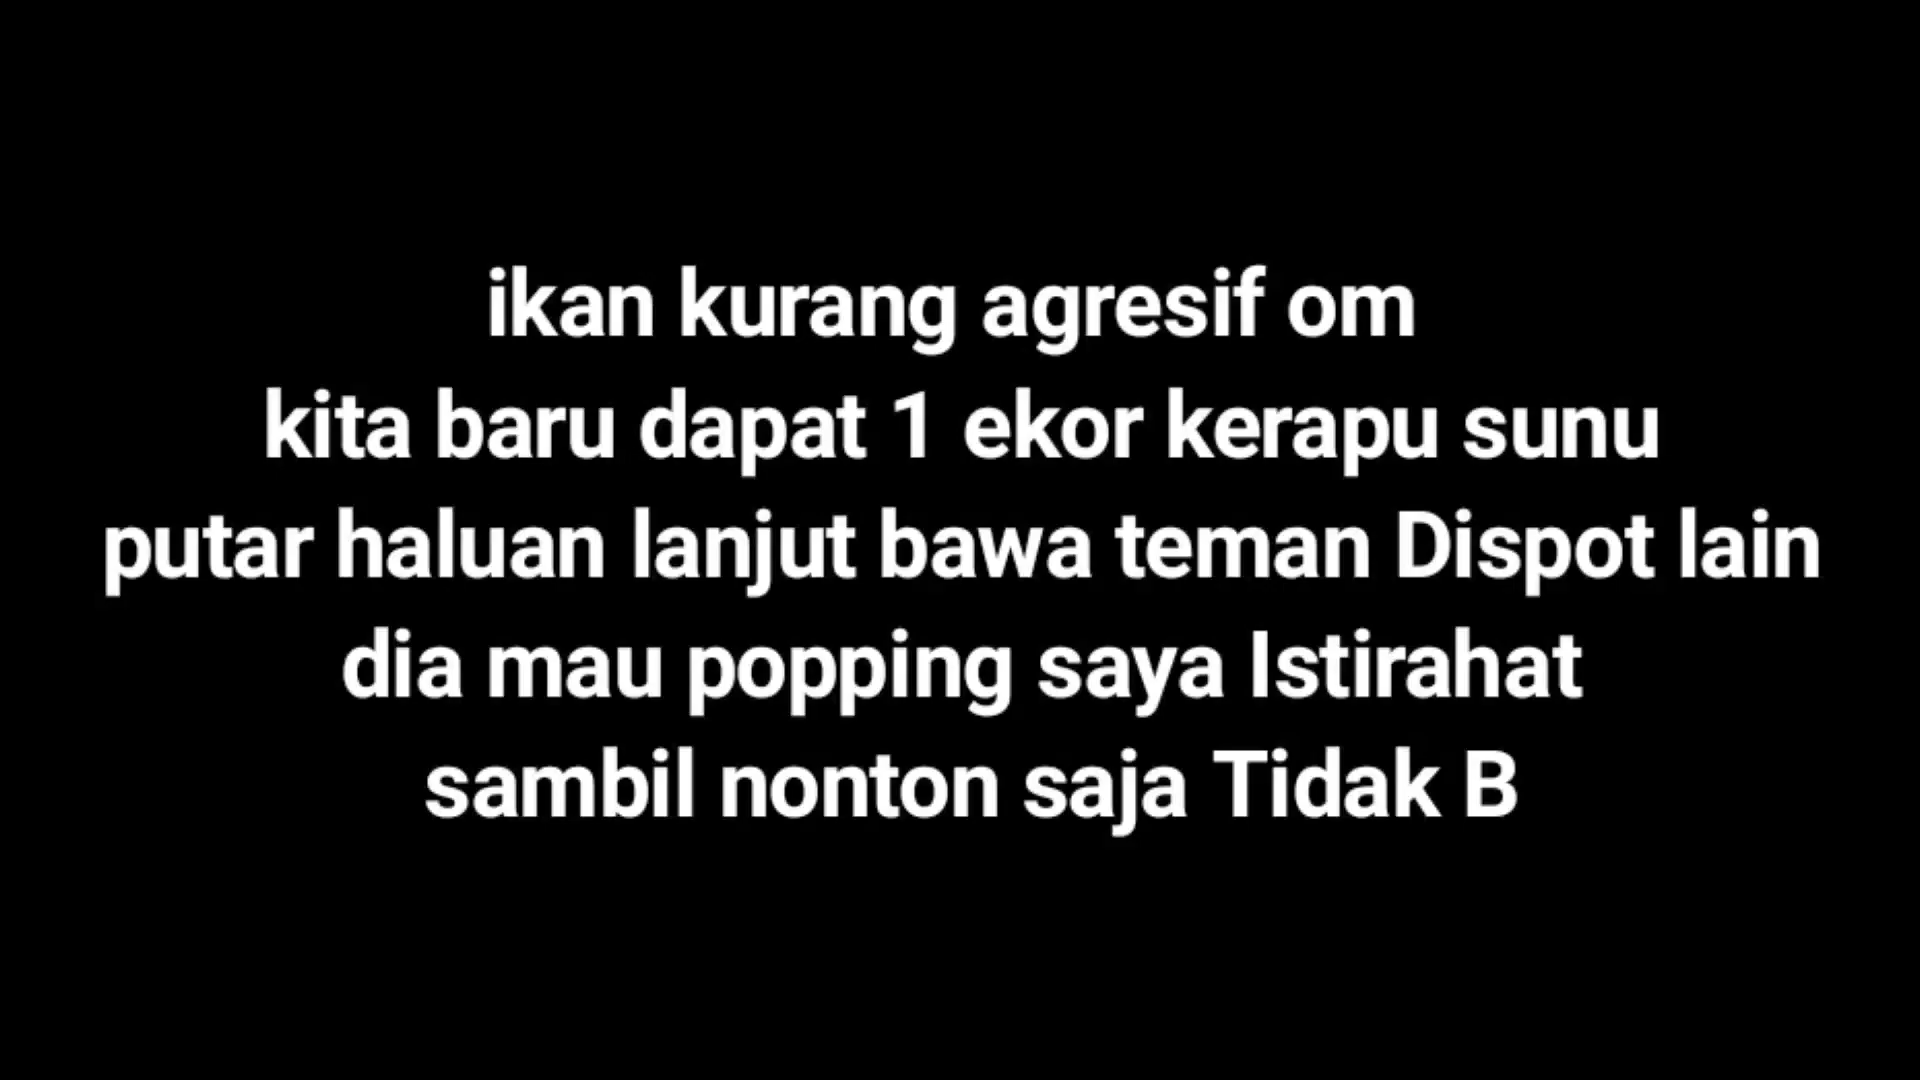 ikan kurang agresif om
kita baru dapat 1 ekor kerapu sunu
putar haluan lanjut bawa teman Dispot lain
dia mau popping saya Istirahat
sambil nonton saja Tidak B